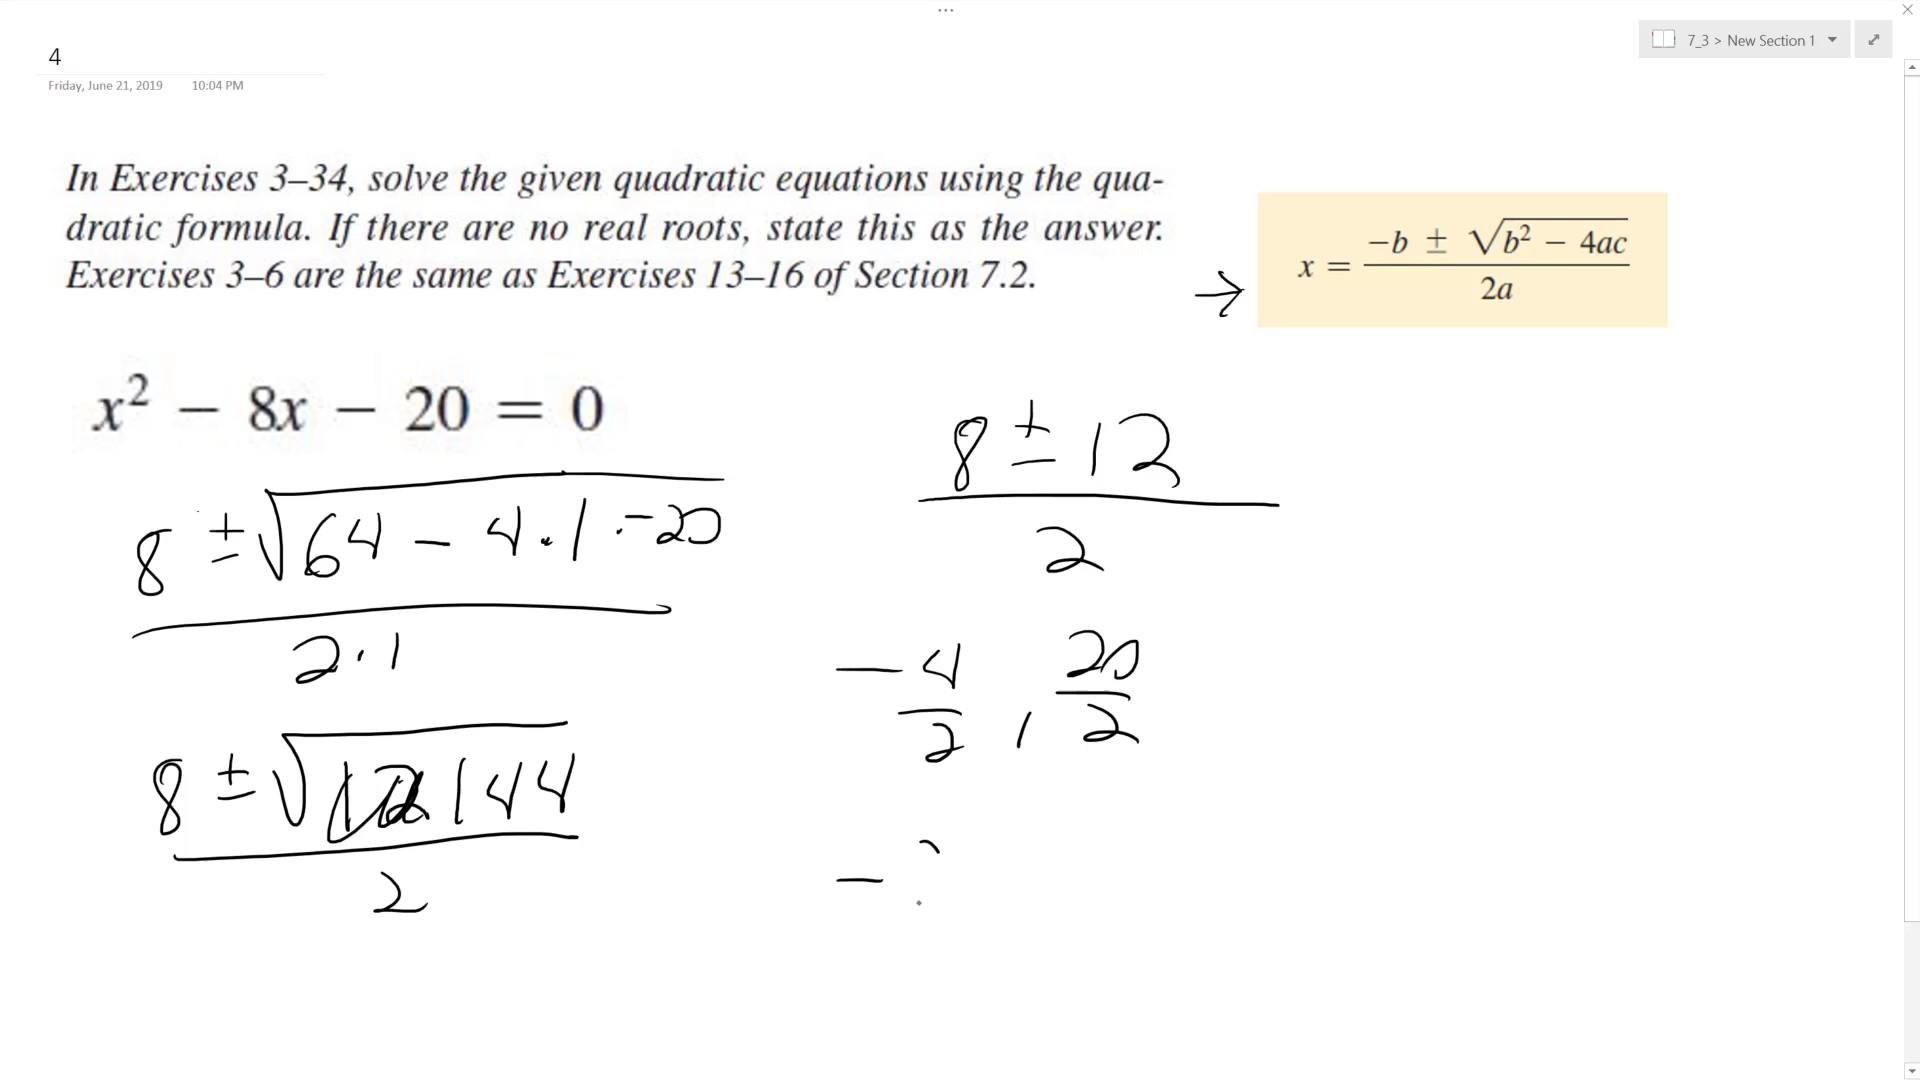 7_3 > New Section 1
4
Friday, June 21, 2019 10:04 PM
In Exercises 3–34, solve the given quadratic equations using the qua-
dratic formula. If there are no real roots, state this as the answer.
Exercises 3–6 are the same as Exercises 13–16 of Section 7.2.
→ x = (−b ± √(b² − 4ac)) / 2a
x² − 8x − 20 = 0
8 ± √(64 − 4·1·−20)
2·1
8 ± √144
2
8 ± 12
2
−4/2 , 20/2
−